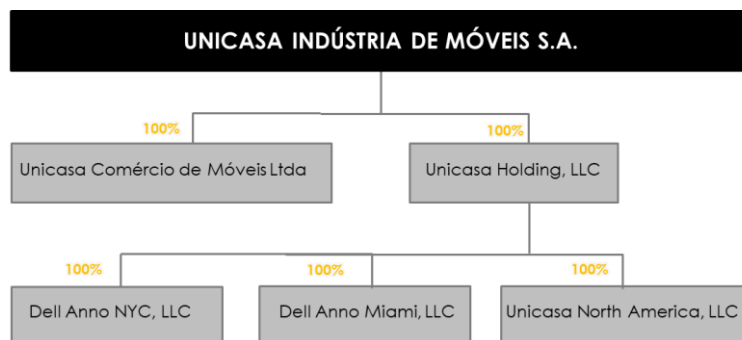 UNICASA INDÚSTRIA DE MÓVEIS S.A.
100%
100%
Unicasa Comércio de Móveis Ltda
Unicasa Holding, LLC
100%
100%
100%
Dell Anno NYC, LLC
Dell Anno Miami, LLC
Unicasa North America, LLC